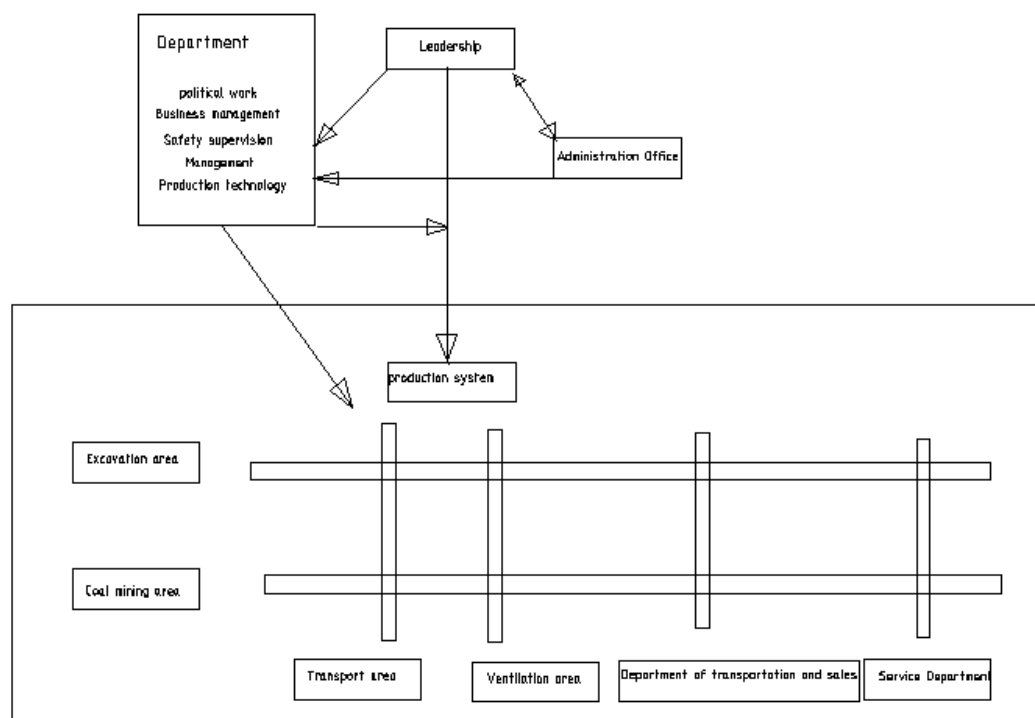 Department
Leadership
political work
Business management
Safety supervision
Management
Production technology
Administration Office
production system
Excavation area
Coal mining area
Transport area
Ventilation area
Department of transportation and sales
Service Department